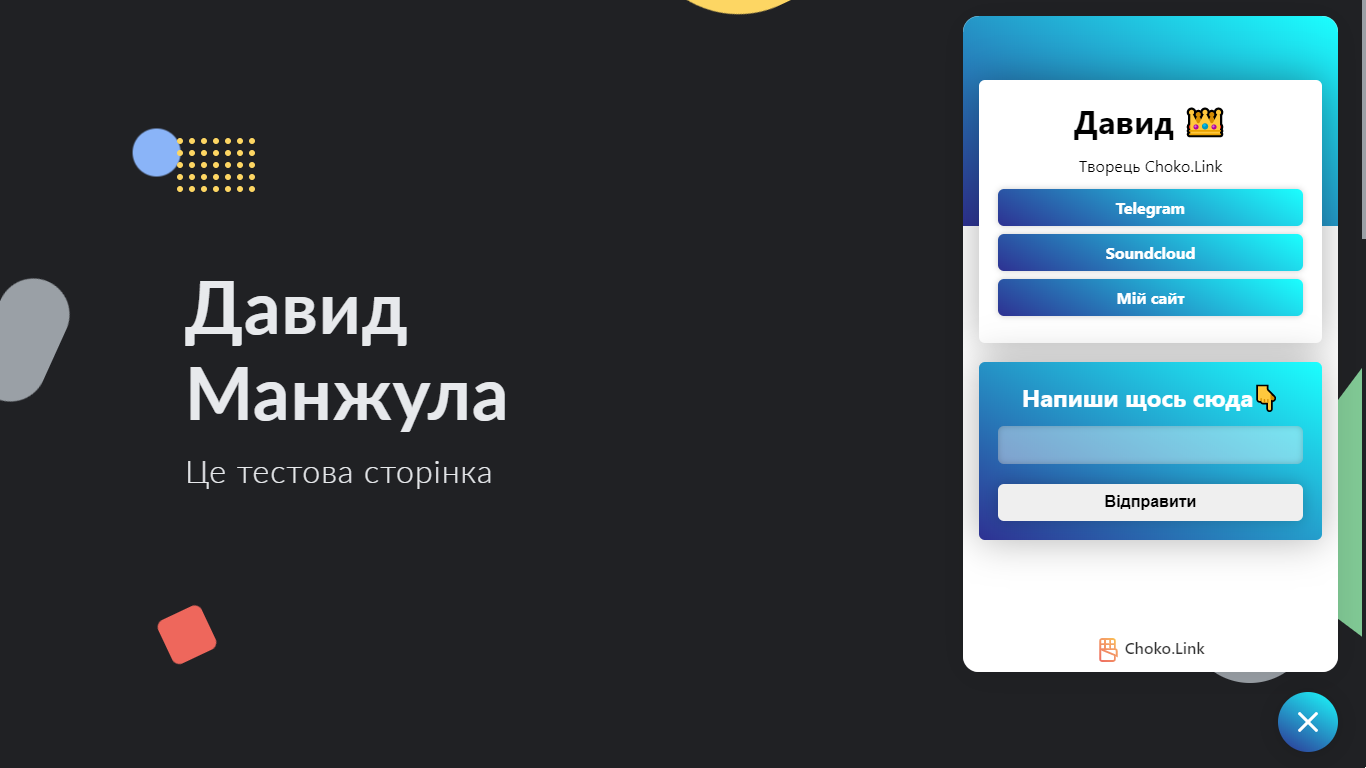 Давид
Манжула
Це тестова сторінка
Давид 👑
Творець Choko.Link
Telegram
Soundcloud
Мій сайт
Напиши щось сюда👇
Відправити
Choko.Link